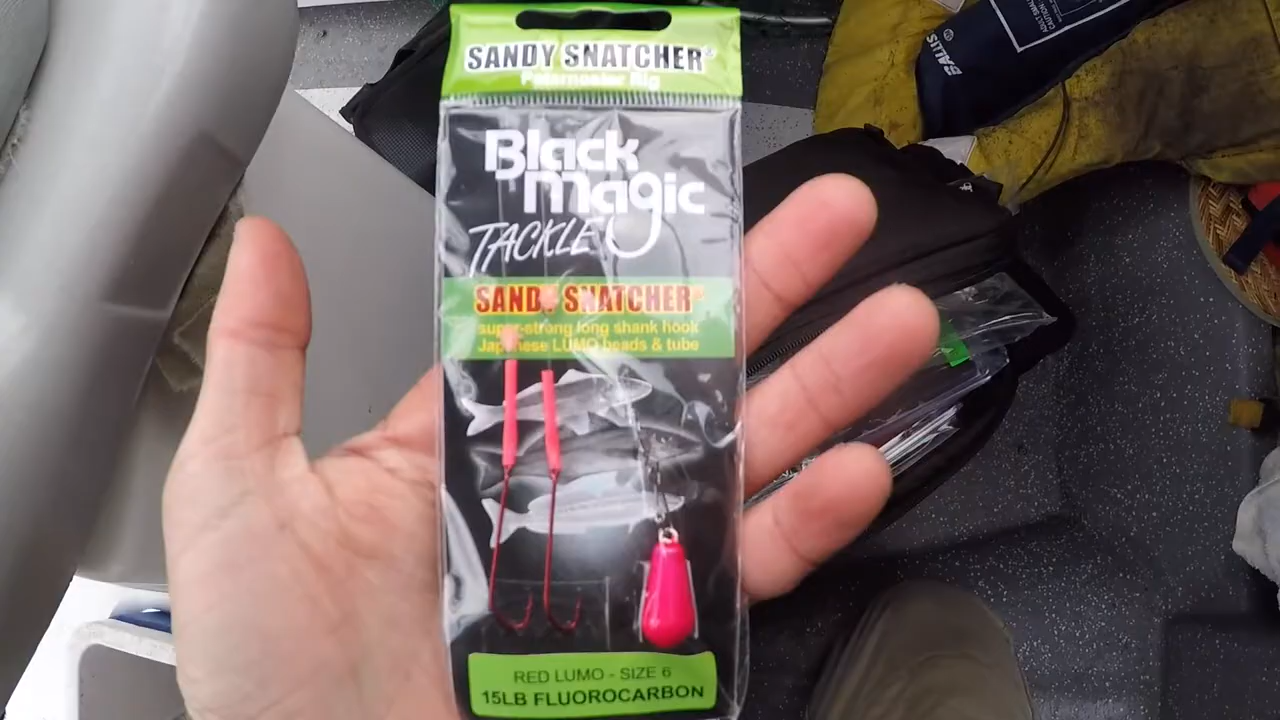 SANDY SNATCHER®
Paternoster Rig
Black
Magic
TACKLE
SANDY SNATCHER®
super-strong long shank hook
Japanese LUMO beads & tube
RED LUMO - SIZE 6
15LB FLUOROCARBON
BALTIS